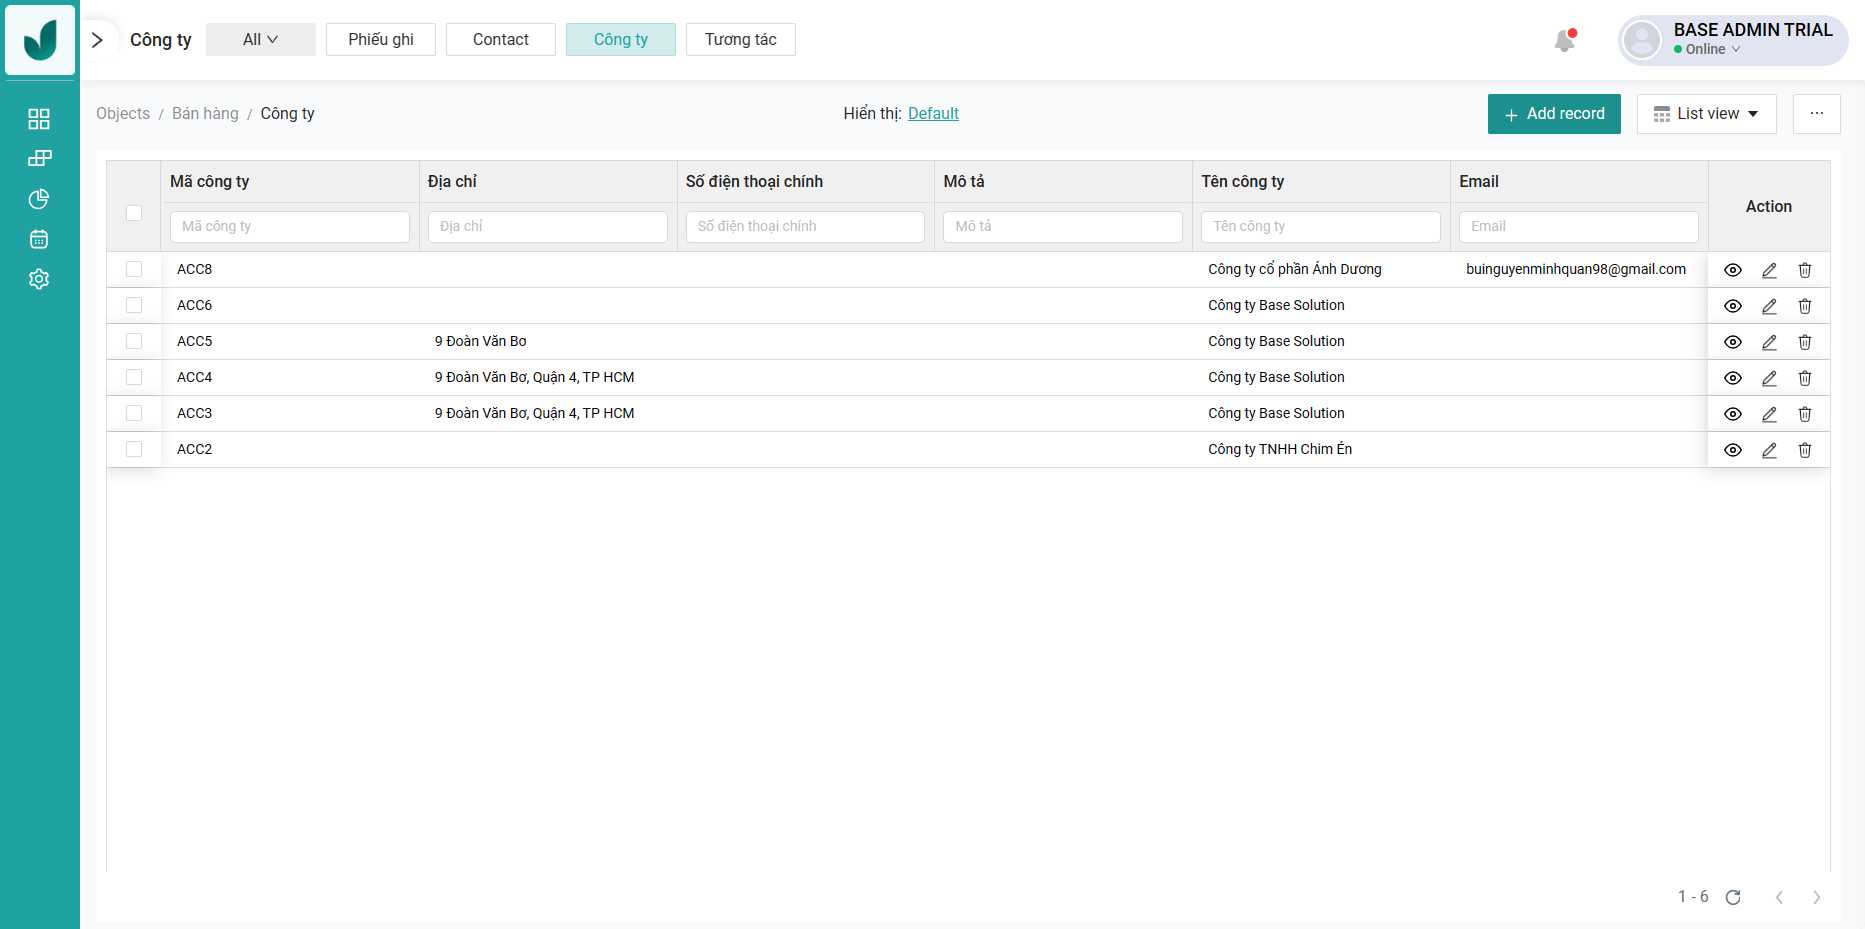 Công ty
All
Phiếu ghi
Contact
Công ty
Tương tác
BASE ADMIN TRIAL
Online
Objects / Bán hàng / Công ty
Hiển thị: Default
+ Add record
List view
...
Mã công ty
Địa chỉ
Số điện thoại chính
Mô tả
Tên công ty
Email
Action
Mã công ty
Địa chỉ
Số điện thoại chính
Mô tả
Tên công ty
Email
ACC8 Công ty cổ phần Ánh Dương buinguyenminhquan98@gmail.com
ACC6 Công ty Base Solution
ACC5 9 Đoàn Văn Bơ Công ty Base Solution
ACC4 9 Đoàn Văn Bơ, Quận 4, TP HCM Công ty Base Solution
ACC3 9 Đoàn Văn Bơ, Quận 4, TP HCM Công ty Base Solution
ACC2 Công ty TNHH Chim Én
1 - 6